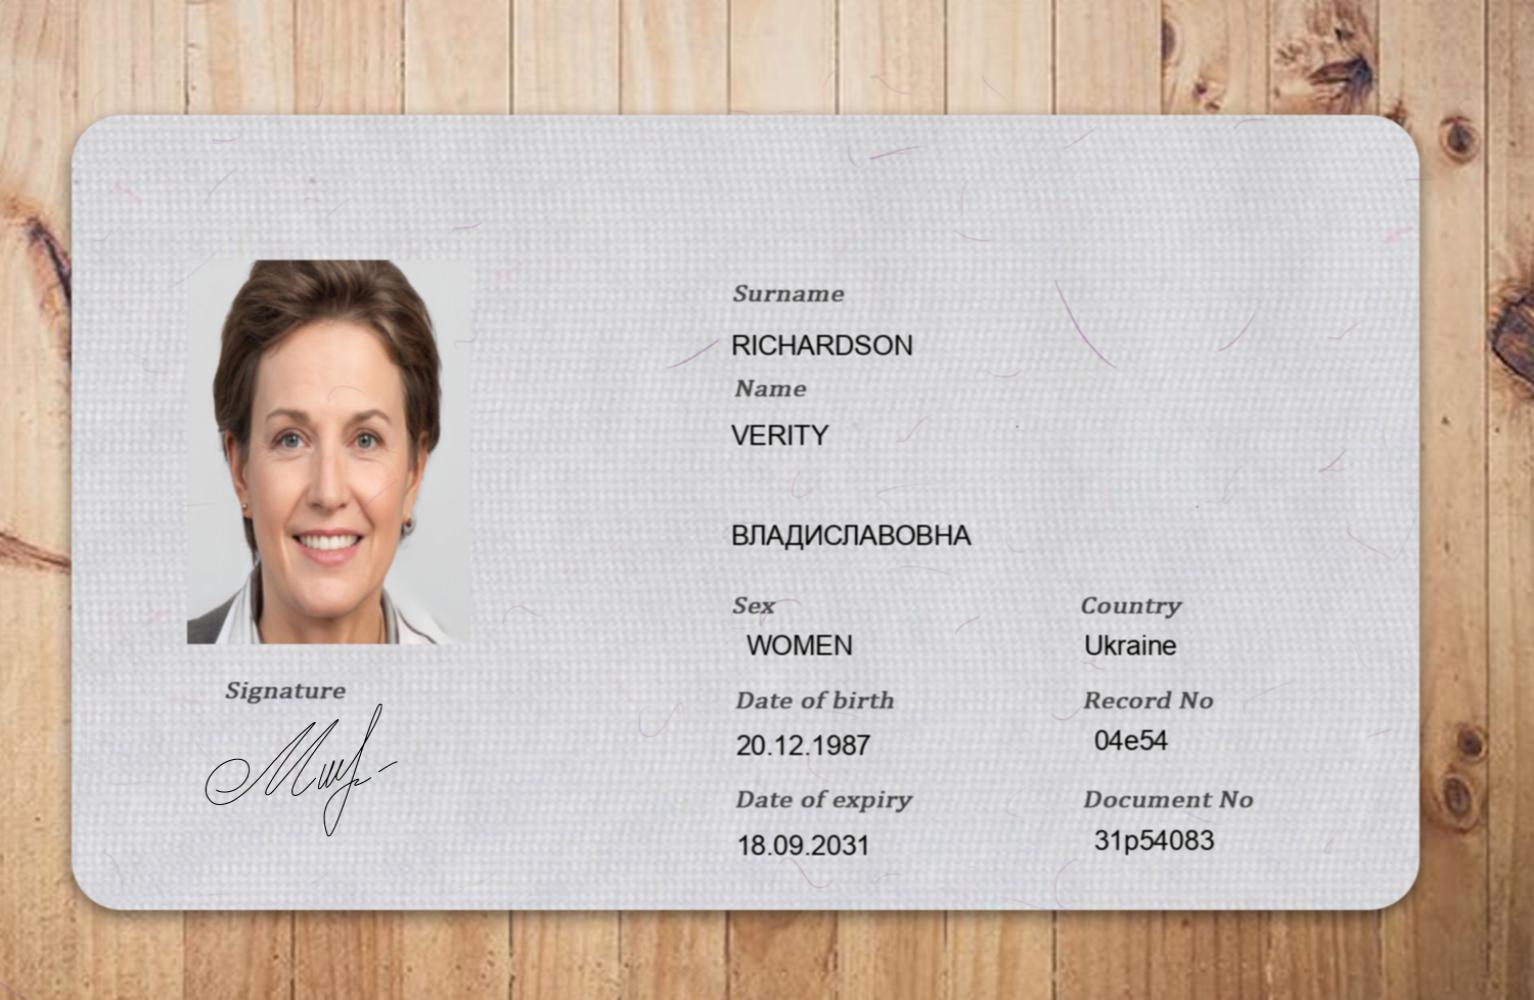 Surname
RICHARDSON
Name
VERITY
ВЛАДИСЛАВОВНА
Sex
WOMEN
Country
Ukraine
Date of birth
20.12.1987
Record No
04e54
Date of expiry
18.09.2031
Document No
31p54083
Signature